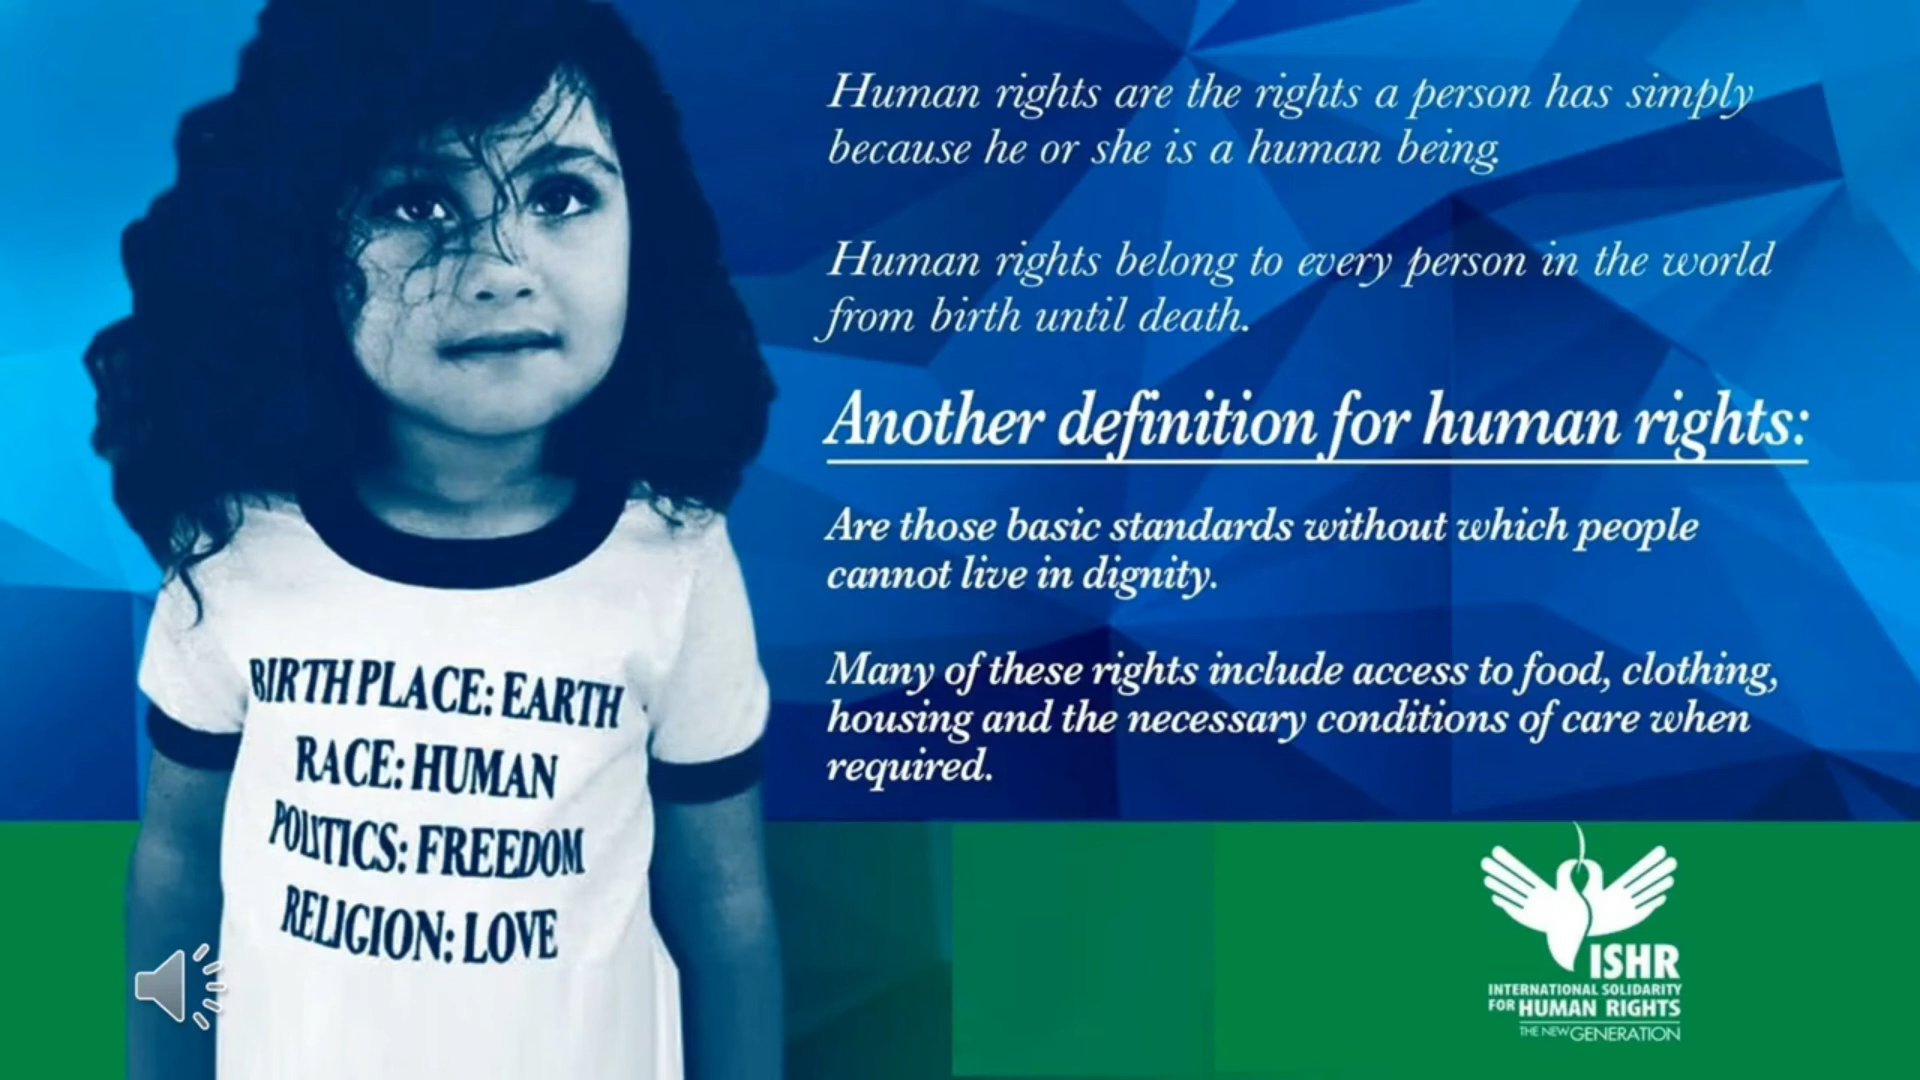 Human rights are the rights a person has simply
because he or she is a human being.
Human rights belong to every person in the world
from birth until death.
Another definition for human rights:
Are those basic standards without which people
cannot live in dignity.
Many of these rights include access to food, clothing,
housing and the necessary conditions of care when
required.
BIRTH PLACE: EARTH
RACE: HUMAN
POLITICS: FREEDOM
RELIGION: LOVE
ISHR
INTERNATIONAL SOLIDARITY
FOR HUMAN RIGHTS
THE NEW GENERATION